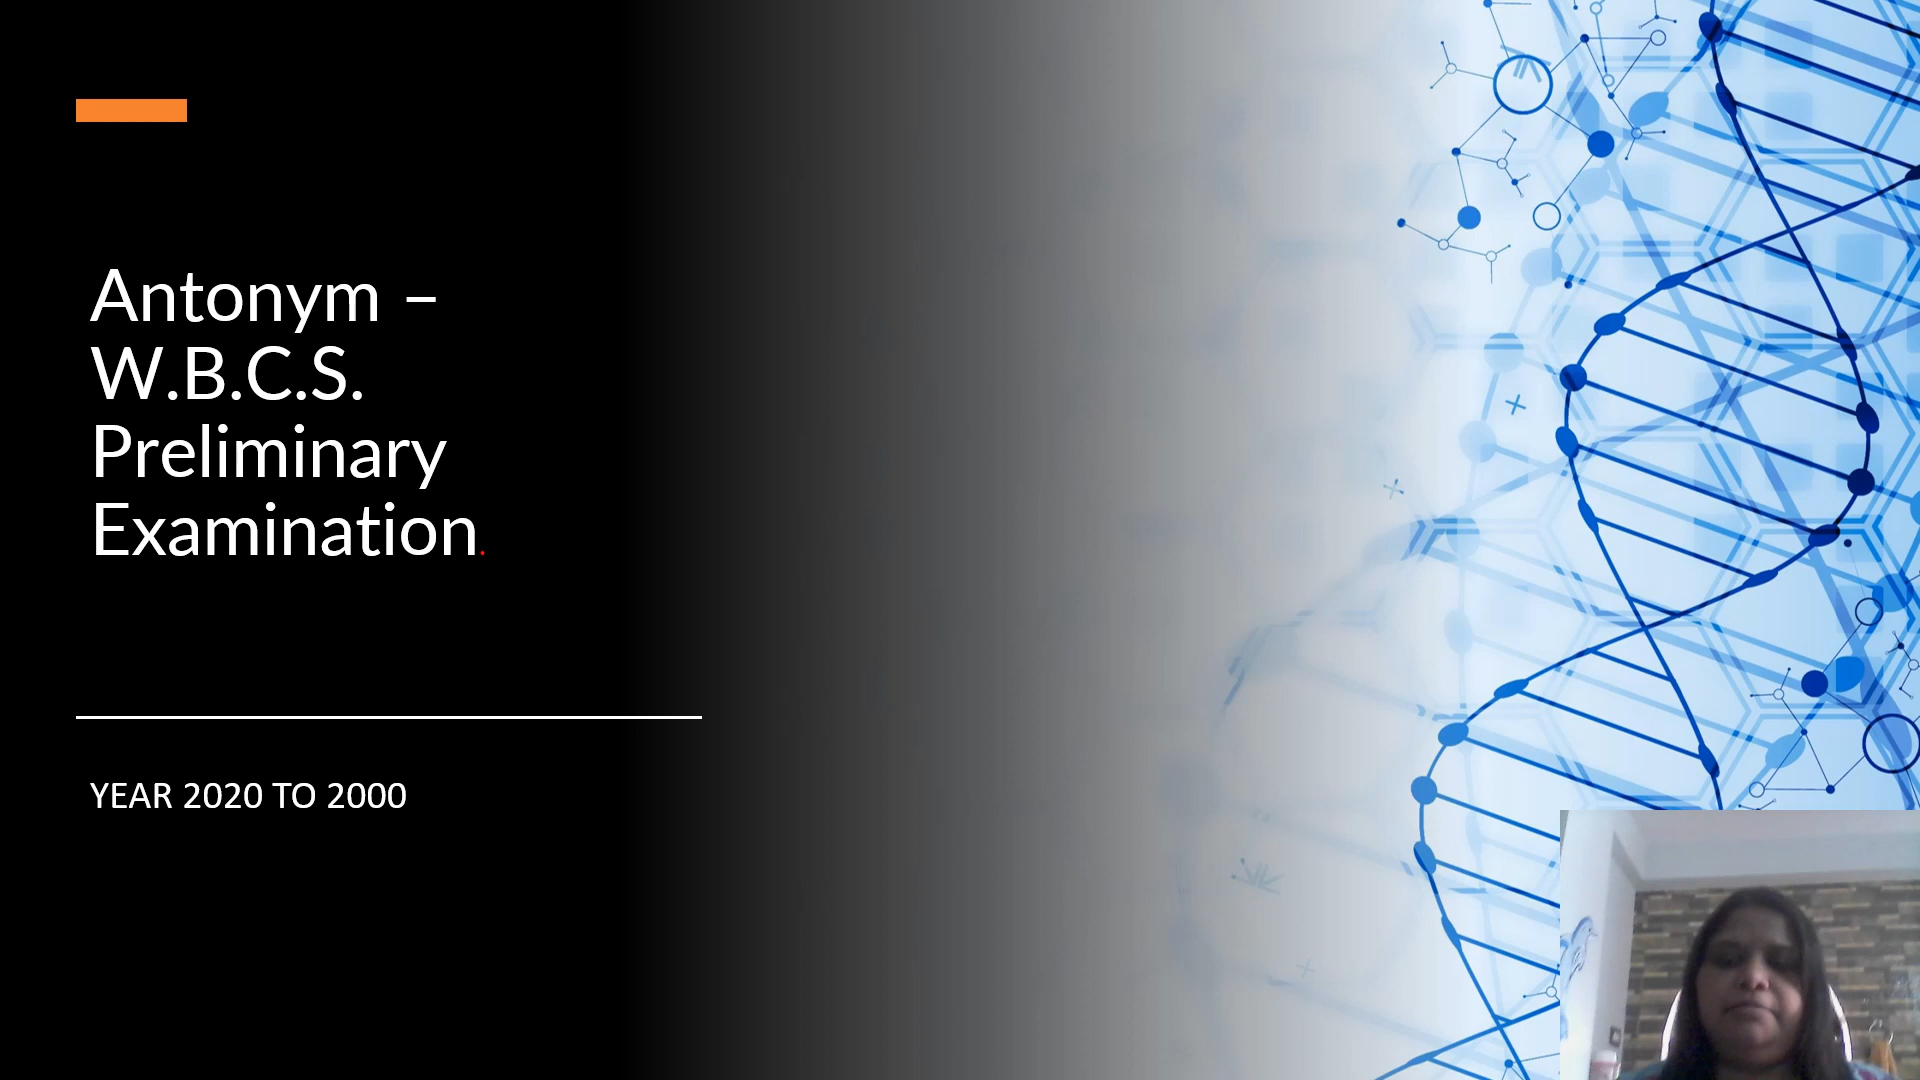 Antonym –
W.B.C.S.
Preliminary
Examination.
YEAR 2020 TO 2000